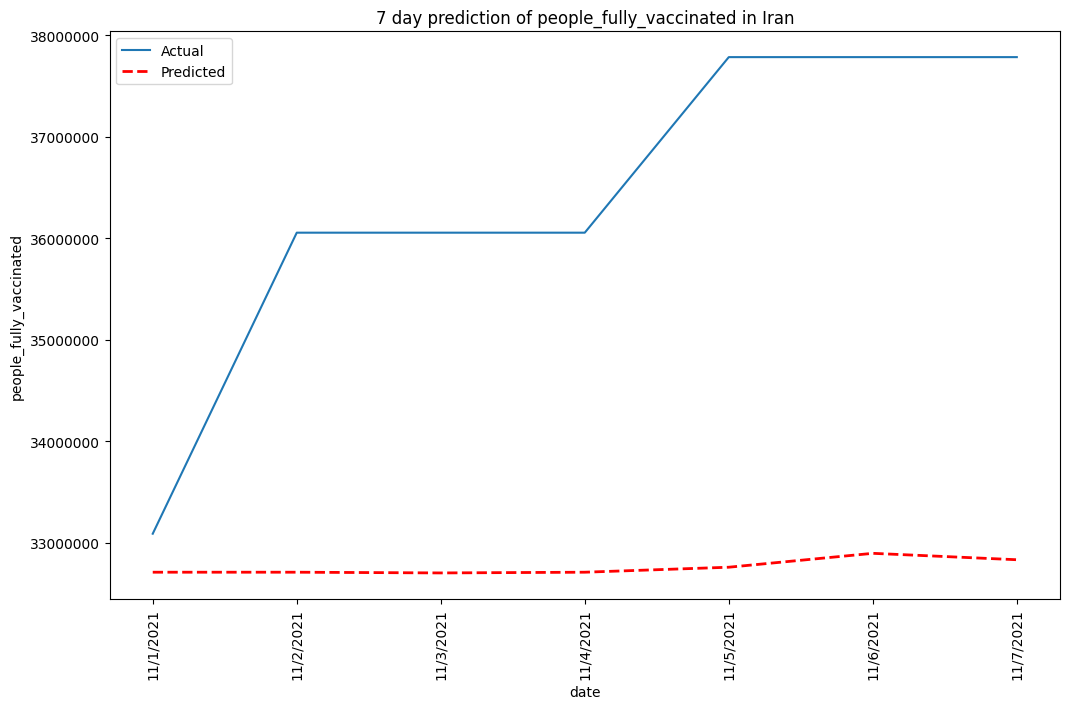 7 day prediction of people_fully_vaccinated in Iran
Actual
Predicted
people_fully_vaccinated
38000000
37000000
36000000
35000000
34000000
33000000
11/1/2021
11/2/2021
11/3/2021
11/4/2021
11/5/2021
11/6/2021
11/7/2021
date